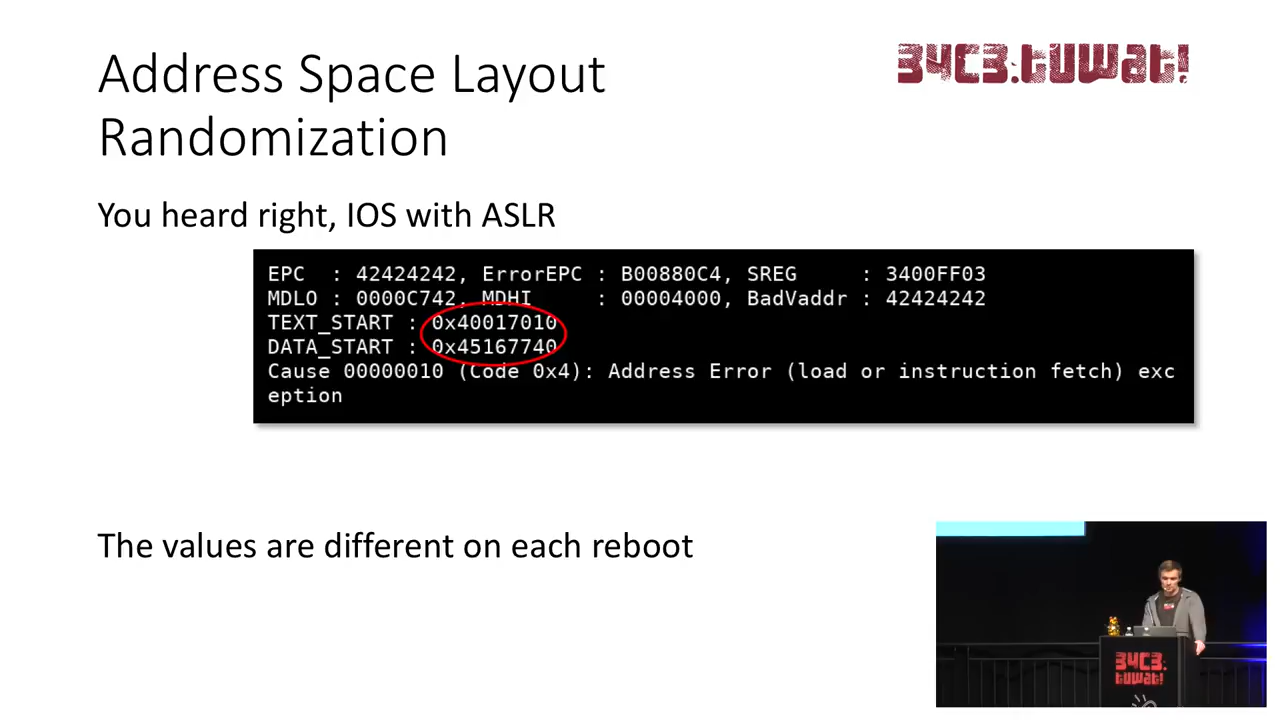 Address Space Layout
Randomization
34C3.tuwat!
You heard right, IOS with ASLR
EPC  : 42424242, ErrorEPC : B00880C4, SREG     : 3400FF03
MDLO : 0000C742, MDHI     : 00004000, BadVaddr : 42424242
TEXT_START : 0x40017010
DATA_START : 0x45167740
Cause 00000010 (Code 0x4): Address Error (load or instruction fetch) exc
eption
The values are different on each reboot
34C3.
tuwat!